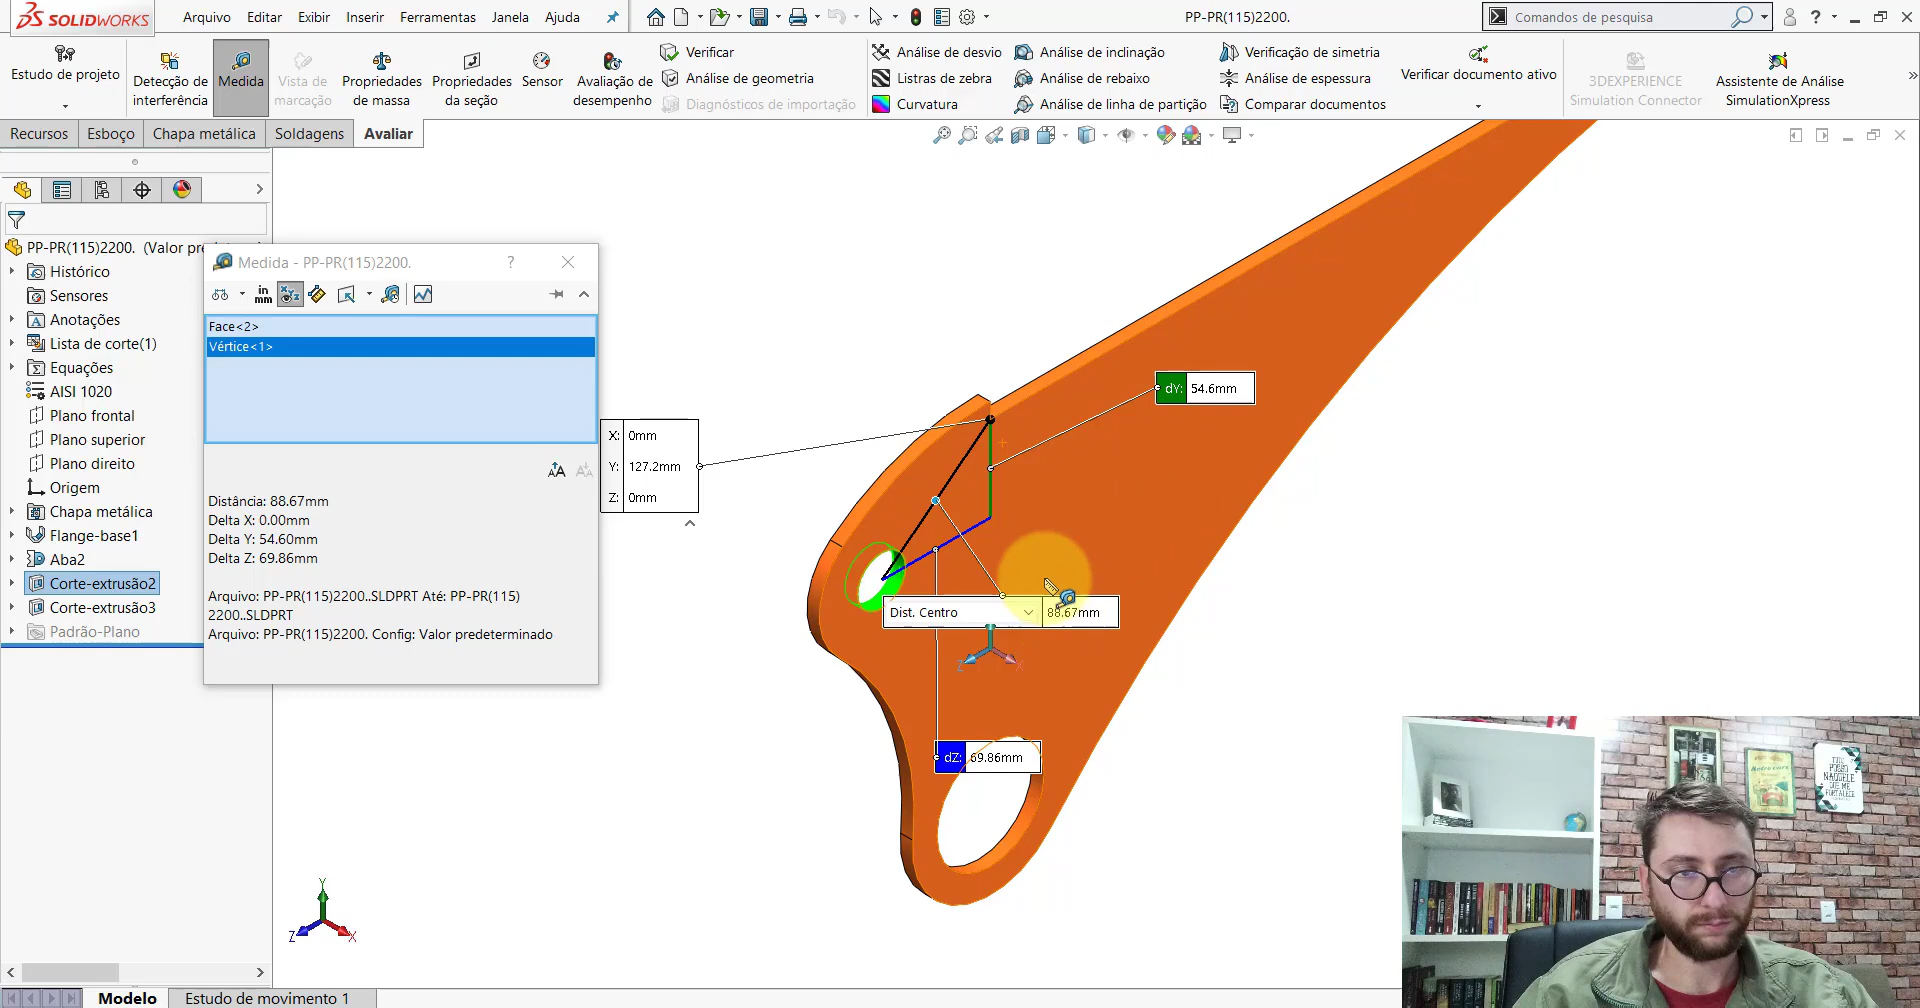 SOLIDWORKS
Arquivo Editar Exibir Inserir Ferramentas Janela Ajuda
PP-PR(115)2200.
Comandos de pesquisa
?
Estudo de projeto
Detecção de interferência
Medida
Vista de marcação
Propriedades de massa
Propriedades da seção
Sensor
Avaliação de desempenho
Verificar
Análise de geometria
Diagnósticos de importação
Análise de desvio
Listras de zebra
Curvatura
Análise de inclinação
Análise de rebaixo
Análise de linha de partição
Verificação de simetria
Análise de espessura
Comparar documentos
Verificar documento ativo
3DEXPERIENCE
Simulation Connector
Assistente de Análise
SimulationXpress
Recursos Esboço Chapa metálica Soldagens Avaliar
PP-PR(115)2200. (Valor pre
Histórico
Sensores
Anotações
Lista de corte(1)
Equações
AISI 1020
Plano frontal
Plano superior
Plano direito
Origem
Chapa metálica
Flange-base1
Aba2
Corte-extrusão2
Corte-extrusão3
Padrão-Plano
Medida - PP-PR(115)2200.
?
in
mm
Face<2>
Vértice<1>
Distância: 88.67mm
Delta X: 0.00mm
Delta Y: 54.60mm
Delta Z: 69.86mm
Arquivo: PP-PR(115)2200..SLDPRT Até: PP-PR(115)
2200..SLDPRT
Arquivo: PP-PR(115)2200. Config: Valor predeterminado
X: 0mm
Y: 127.2mm
Z: 0mm
dY: 54.6mm
Dist. Centro 88.67mm
Z X
dZ: 69.86mm
Y
Z
X
TUDO
POSSO
NAQUELE
QUE ME
FORTALECE
Modelo Estudo de movimento 1